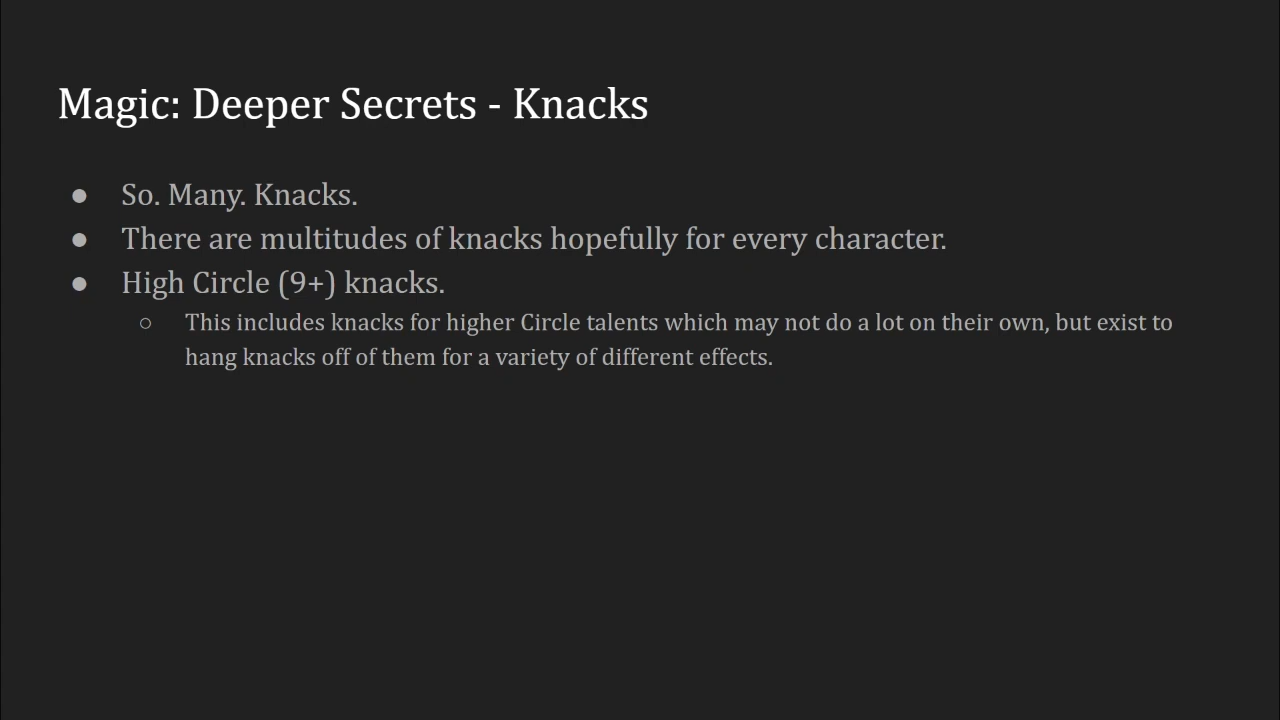 Magic: Deeper Secrets - Knacks
● So. Many. Knacks.
● There are multitudes of knacks hopefully for every character.
● High Circle (9+) knacks.
○ This includes knacks for higher Circle talents which may not do a lot on their own, but exist to
hang knacks off of them for a variety of different effects.